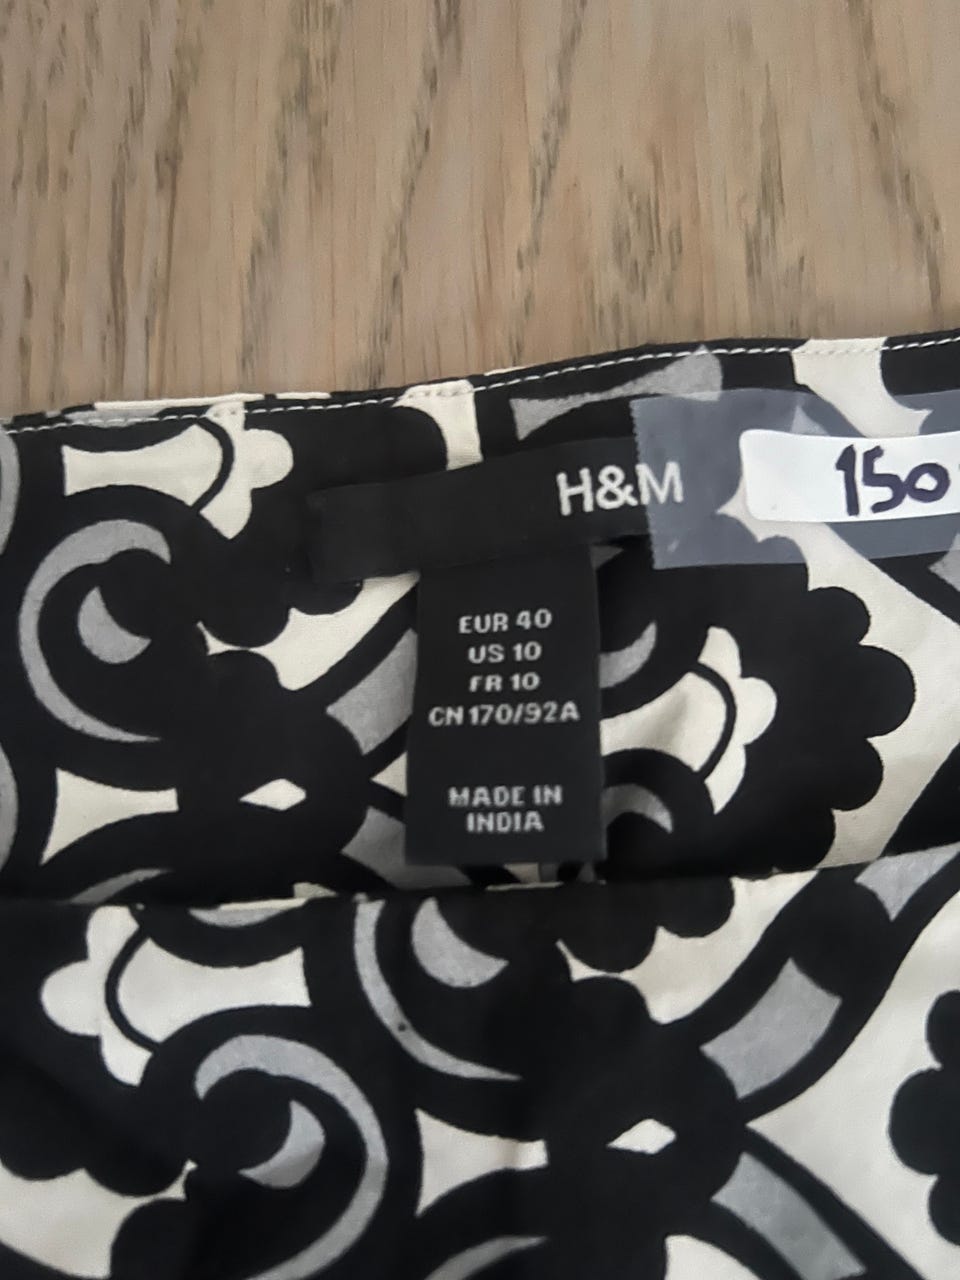 H&M
150
EUR 40
US 10
FR 10
CN 170/92A
MADE IN
INDIA